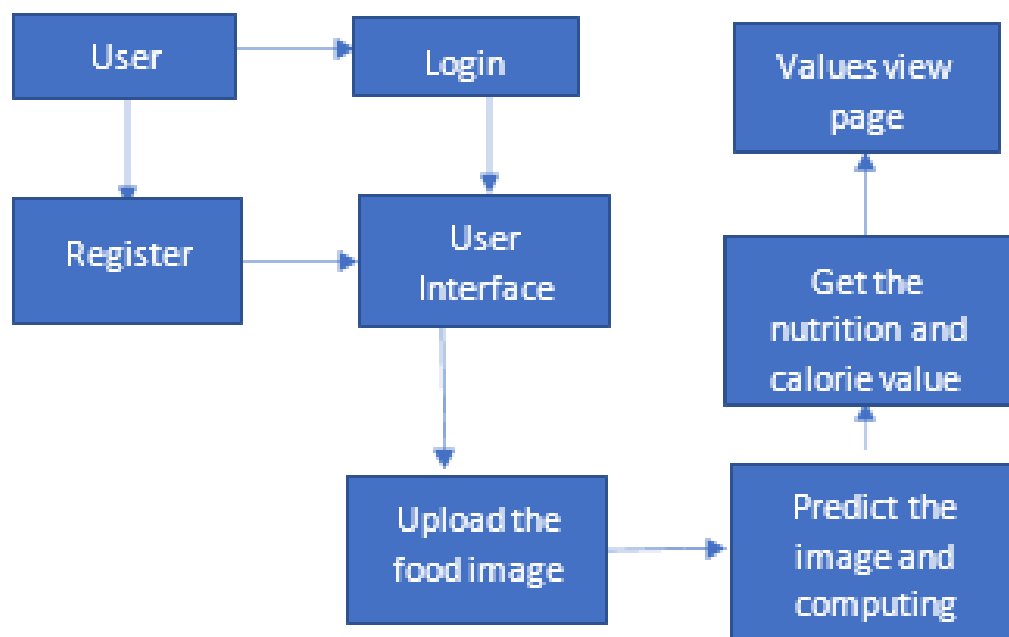 User
Login
Values view
page
Register
User
Interface
Get the
nutrition and
calorie value
Upload the
food image
Predict the
image and
computing